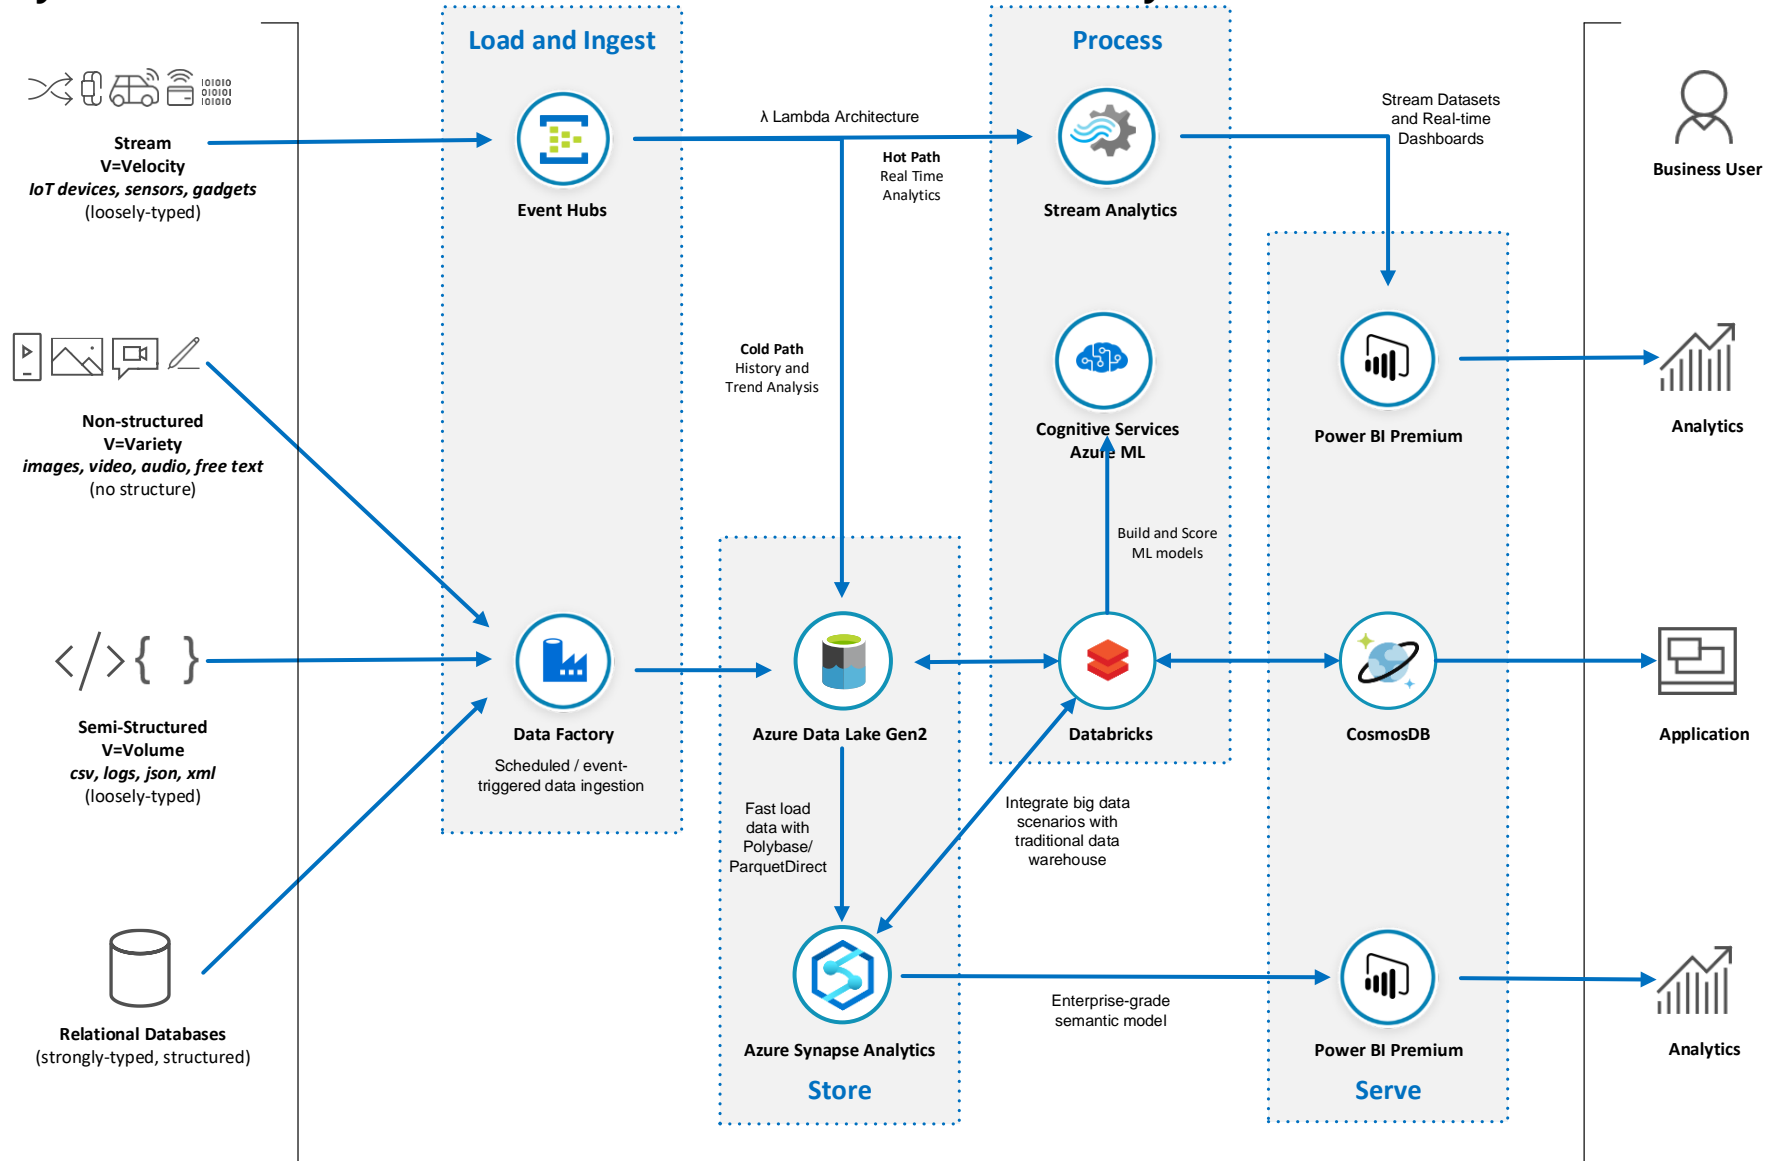 Load and Ingest
Process
Stream
V=Velocity
IoT devices, sensors, gadgets
(loosely-typed)
Event Hubs
λ Lambda Architecture
Hot Path
Real Time
Analytics
Stream Analytics
Stream Datasets
and Real-time
Dashboards
Business User
Non-structured
V=Variety
images, video, audio, free text
(no structure)
Cold Path
History and
Trend Analysis
Cognitive Services
Azure ML
Power BI Premium
Analytics
Build and Score
ML models
Semi-Structured
V=Volume
csv, logs, json, xml
(loosely-typed)
Data Factory
Scheduled / event-
triggered data ingestion
Azure Data Lake Gen2
Databricks
CosmosDB
Application
Fast load
data with
Polybase/
ParquetDirect
Integrate big data
scenarios with
traditional data
warehouse
Relational Databases
(strongly-typed, structured)
Azure Synapse Analytics
Enterprise-grade
semantic model
Power BI Premium
Analytics
Store
Serve
01010
01010
01010